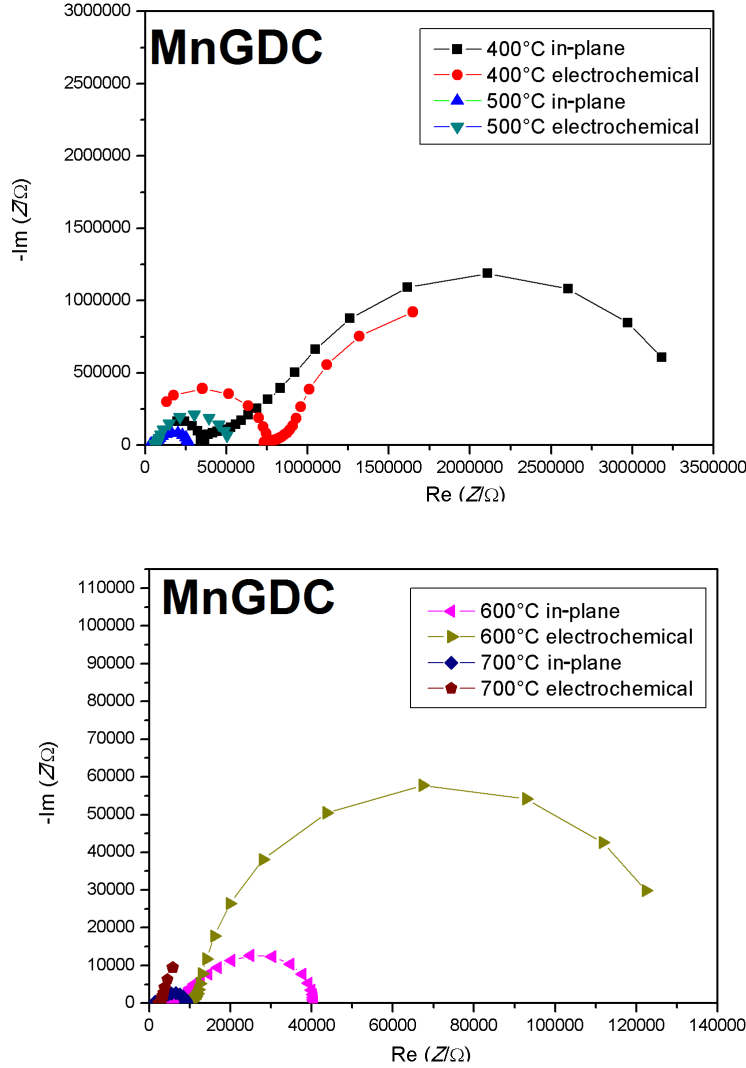 MnGDC
400°C in-plane
400°C electrochemical
500°C in-plane
500°C electrochemical
3000000
2500000
2000000
1500000
1000000
500000
0
-Im (Z/Ω)
0 500000 1000000 1500000 2000000 2500000 3000000 3500000
Re (Z/Ω)
MnGDC
600°C in-plane
600°C electrochemical
700°C in-plane
700°C electrochemical
110000
100000
90000
80000
70000
60000
50000
40000
30000
20000
10000
0
-Im (Z/Ω)
0 20000 40000 60000 80000 100000 120000 140000
Re (Z/Ω)